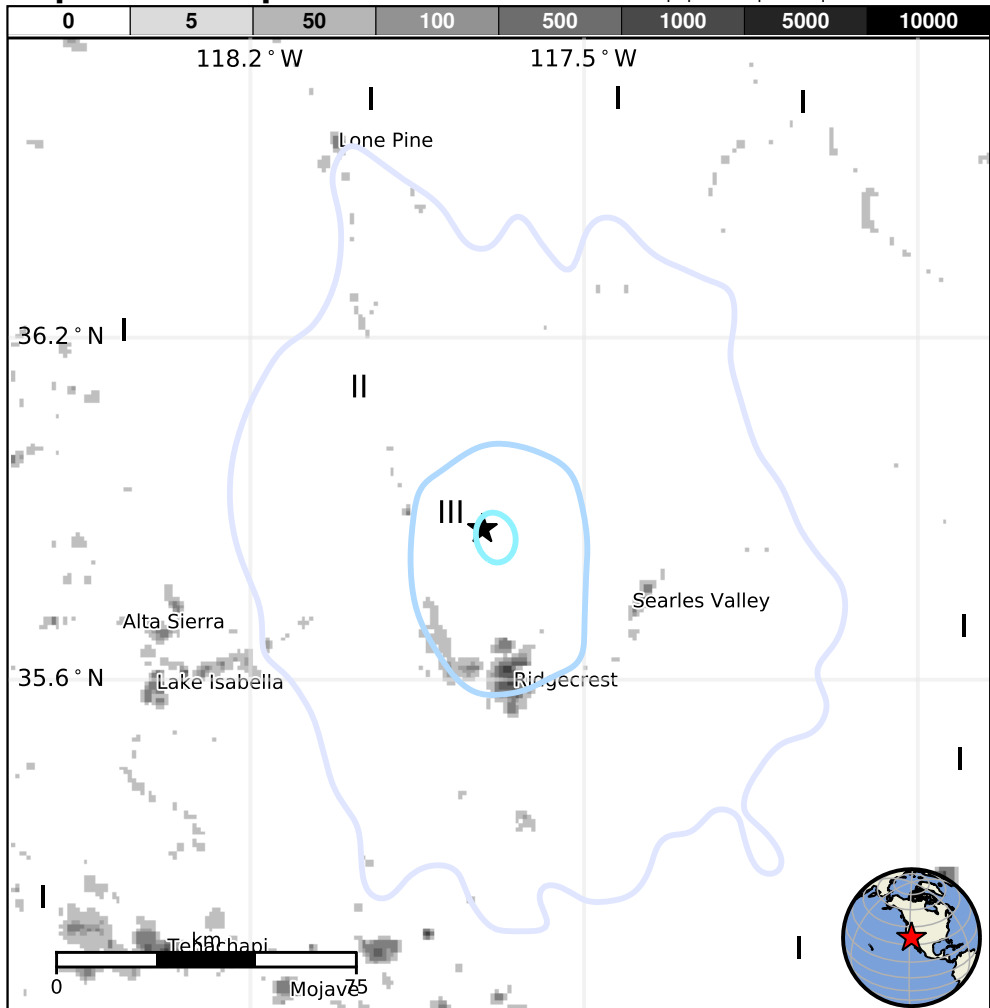 0 5 50 100 500 1000 5000 10000
118.2°W 117.5°W
I I I
Lone Pine
I
36.2°N
II
III
Searles Valley
Alta Sierra
I
35.6°N
Lake Isabella
Ridgecrest
I
I
km
Tehachapi
I
0 75
Mojave